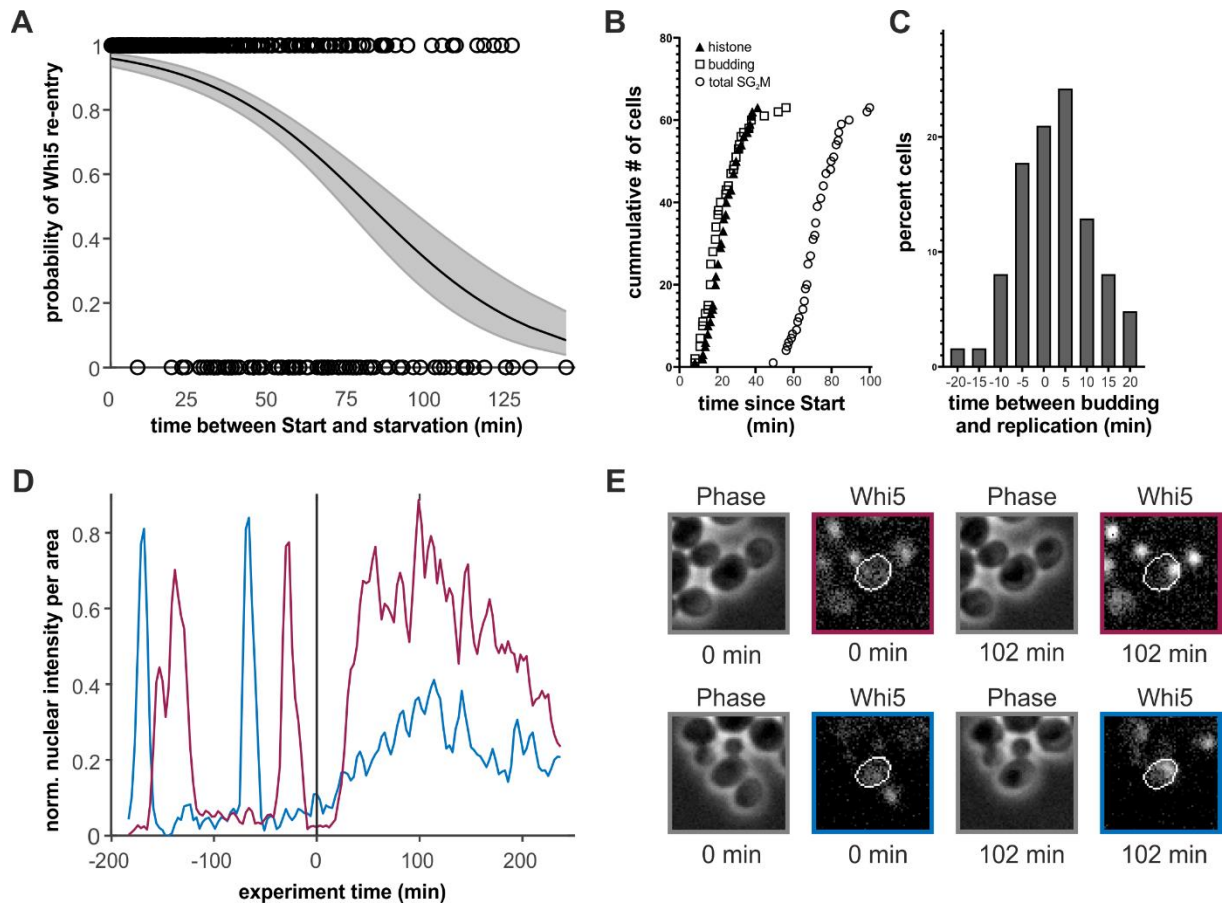 A
probability of Whi5 re-entry
1
0.8
0.6
0.4
0.2
0
0 25 50 75 100 125
time between Start and starvation (min)
B
cummulative # of cells
80
60
40
20
0
histone
budding
total SG₂M
0 20 40 60 80 100
time since Start
(min)
C
percent cells
20
10
0
-20 -15 -10 -5 0 5 10 15 20
time between budding
and replication (min)
D
norm. nuclear intensity per area
0.8
0.6
0.4
0.2
0
-200 -100 0 100 200
experiment time (min)
E
Phase Whi5 Phase Whi5
0 min 0 min 102 min 102 min
Phase Whi5 Phase Whi5
0 min 0 min 102 min 102 min